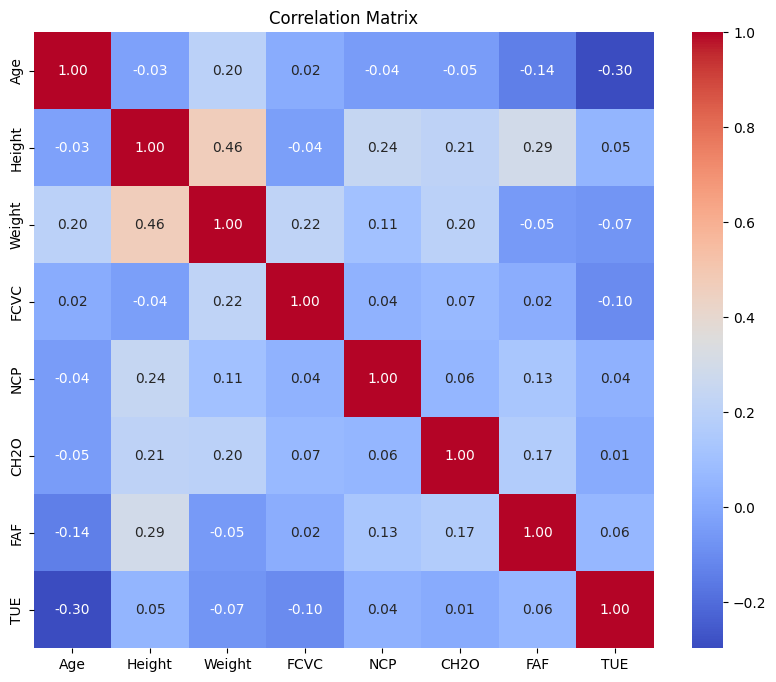 Correlation Matrix
Age 1.00 -0.03 0.20 0.02 -0.04 -0.05 -0.14 -0.30
Height -0.03 1.00 0.46 -0.04 0.24 0.21 0.29 0.05
Weight 0.20 0.46 1.00 0.22 0.11 0.20 -0.05 -0.07
FCVC 0.02 -0.04 0.22 1.00 0.04 0.07 0.02 -0.10
NCP -0.04 0.24 0.11 0.04 1.00 0.06 0.13 0.04
CH2O -0.05 0.21 0.20 0.07 0.06 1.00 0.17 0.01
FAF -0.14 0.29 -0.05 0.02 0.13 0.17 1.00 0.06
TUE -0.30 0.05 -0.07 -0.10 0.04 0.01 0.06 1.00
Age Height Weight FCVC NCP CH2O FAF TUE
1.0
0.8
0.6
0.4
0.2
0.0
−0.2